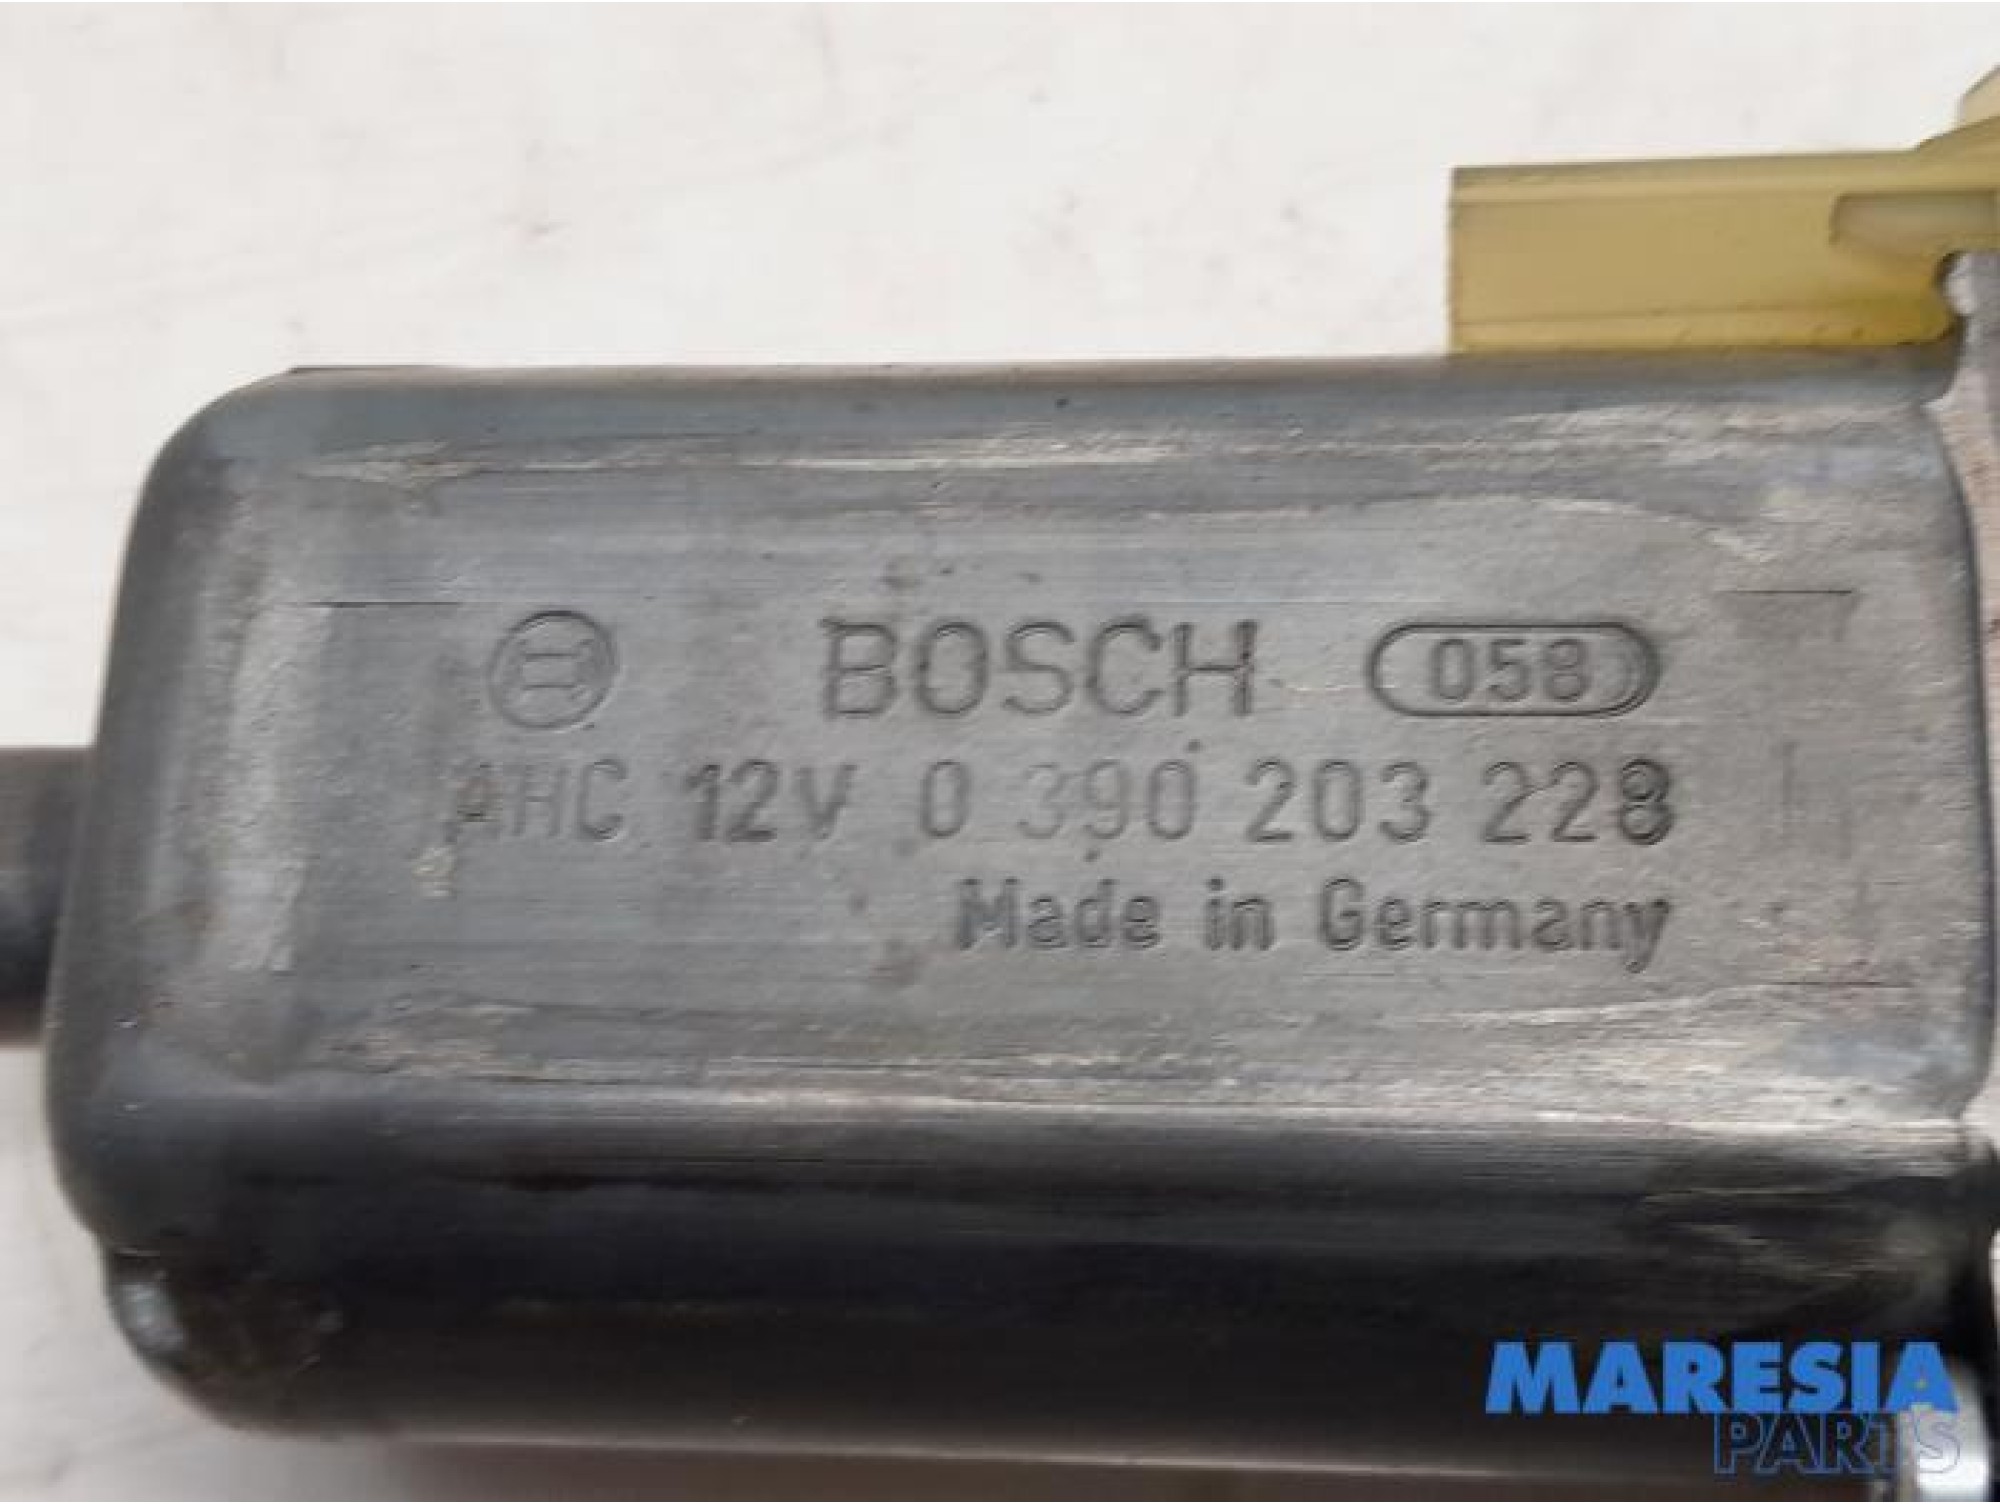 BOSCH 058
AHC 12V 0 390 203 228
Made in Germany
MARESIA
PARTS